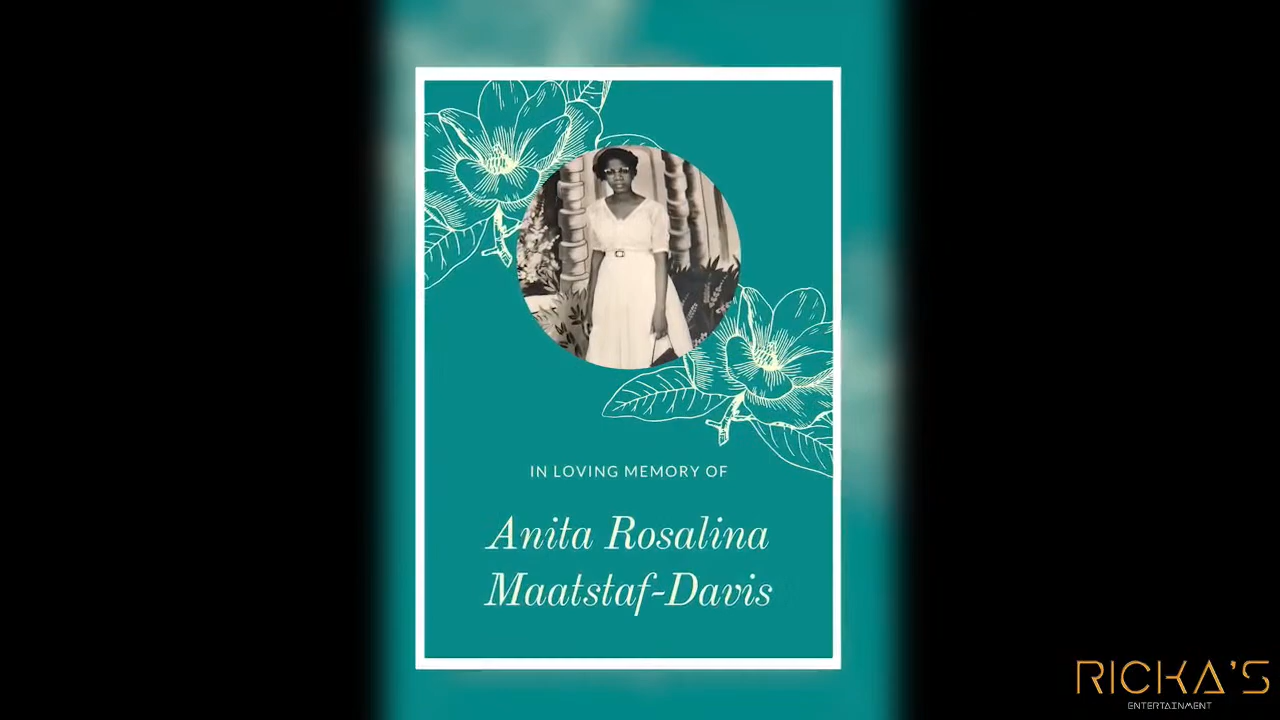 IN LOVING MEMORY OF
Anita Rosalina
Maatstaf-Davis
RICKA'S
ENTERTAINMENT